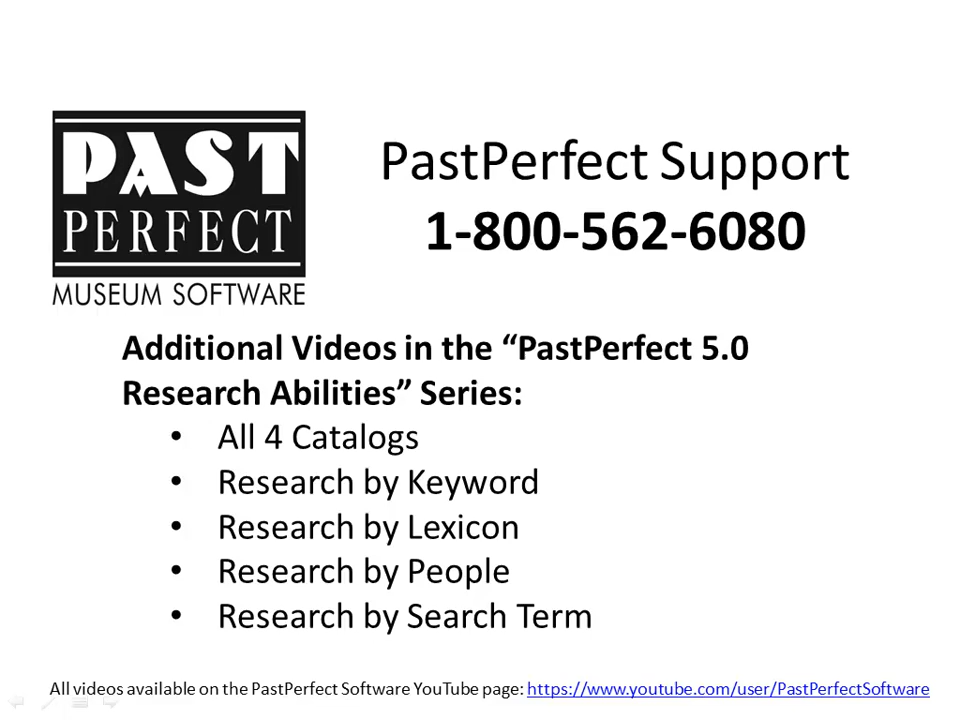 PAST
PERFECT
MUSEUM SOFTWARE
PastPerfect Support
1-800-562-6080
Additional Videos in the “PastPerfect 5.0
Research Abilities” Series:
• All 4 Catalogs
• Research by Keyword
• Research by Lexicon
• Research by People
• Research by Search Term
All videos available on the PastPerfect Software YouTube page: https://www.youtube.com/user/PastPerfectSoftware